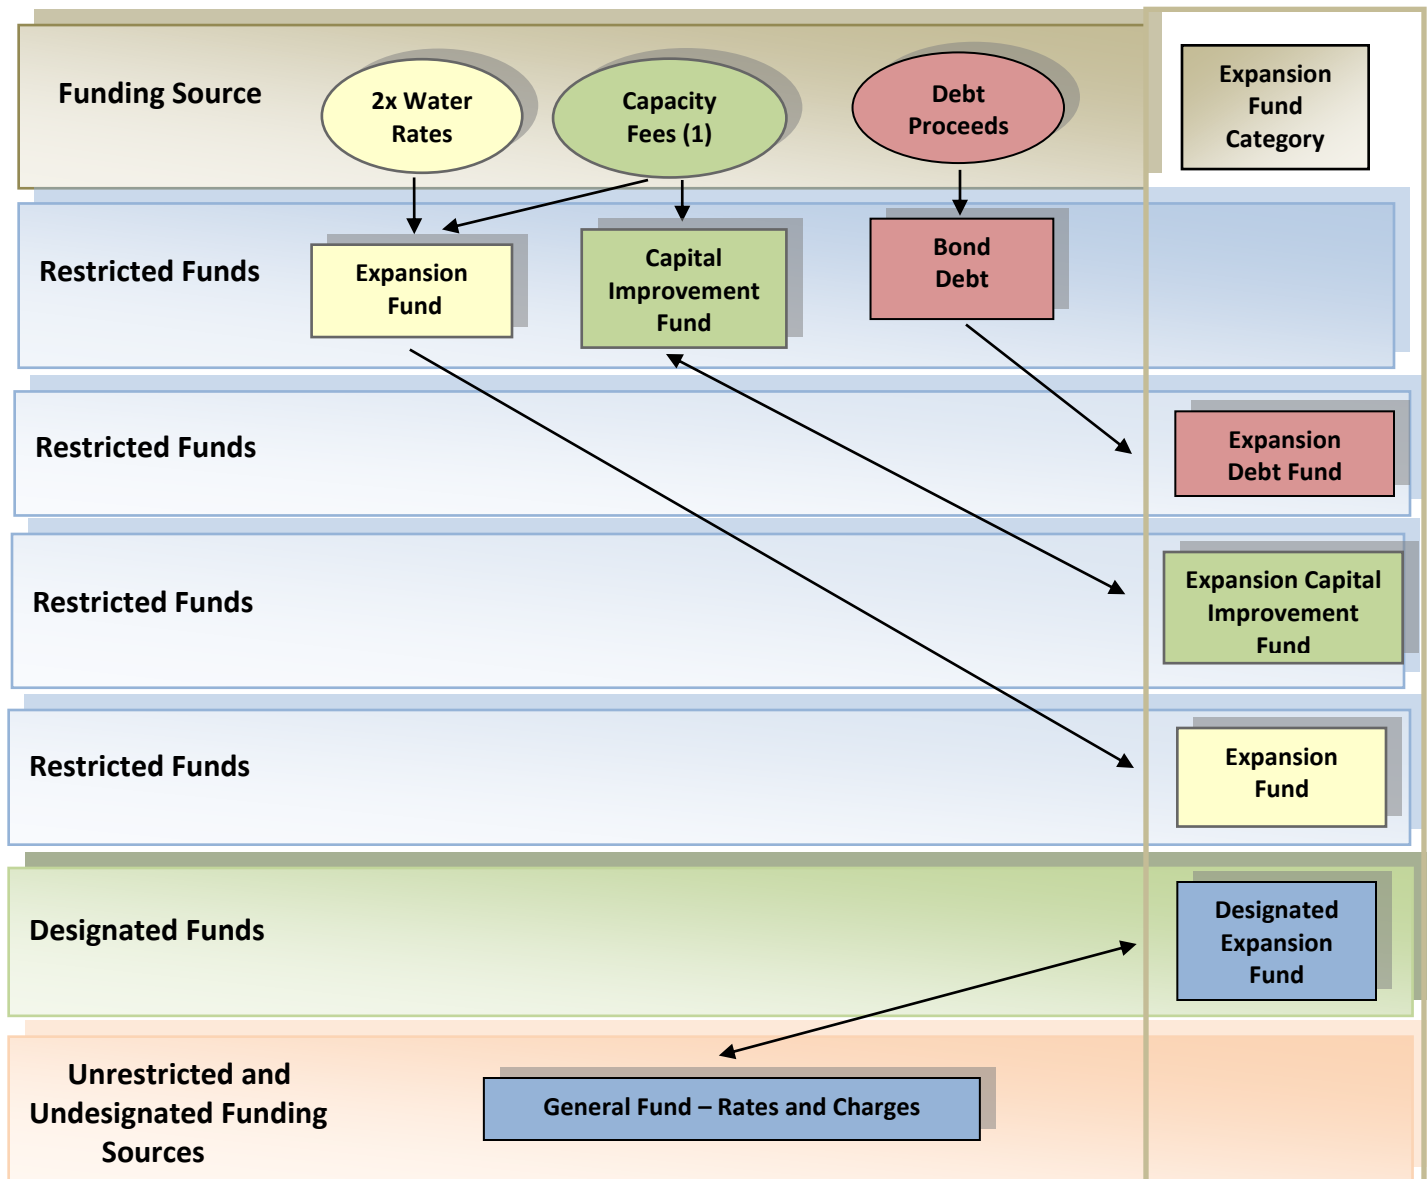 Funding Source
2x Water
Rates
Capacity
Fees (1)
Debt
Proceeds
Expansion
Fund
Category
Restricted Funds
Expansion
Fund
Capital
Improvement
Fund
Bond
Debt
Restricted Funds
Expansion
Debt Fund
Restricted Funds
Expansion Capital
Improvement
Fund
Restricted Funds
Expansion
Fund
Designated Funds
Designated
Expansion
Fund
Unrestricted and
Undesignated Funding
Sources
General Fund – Rates and Charges